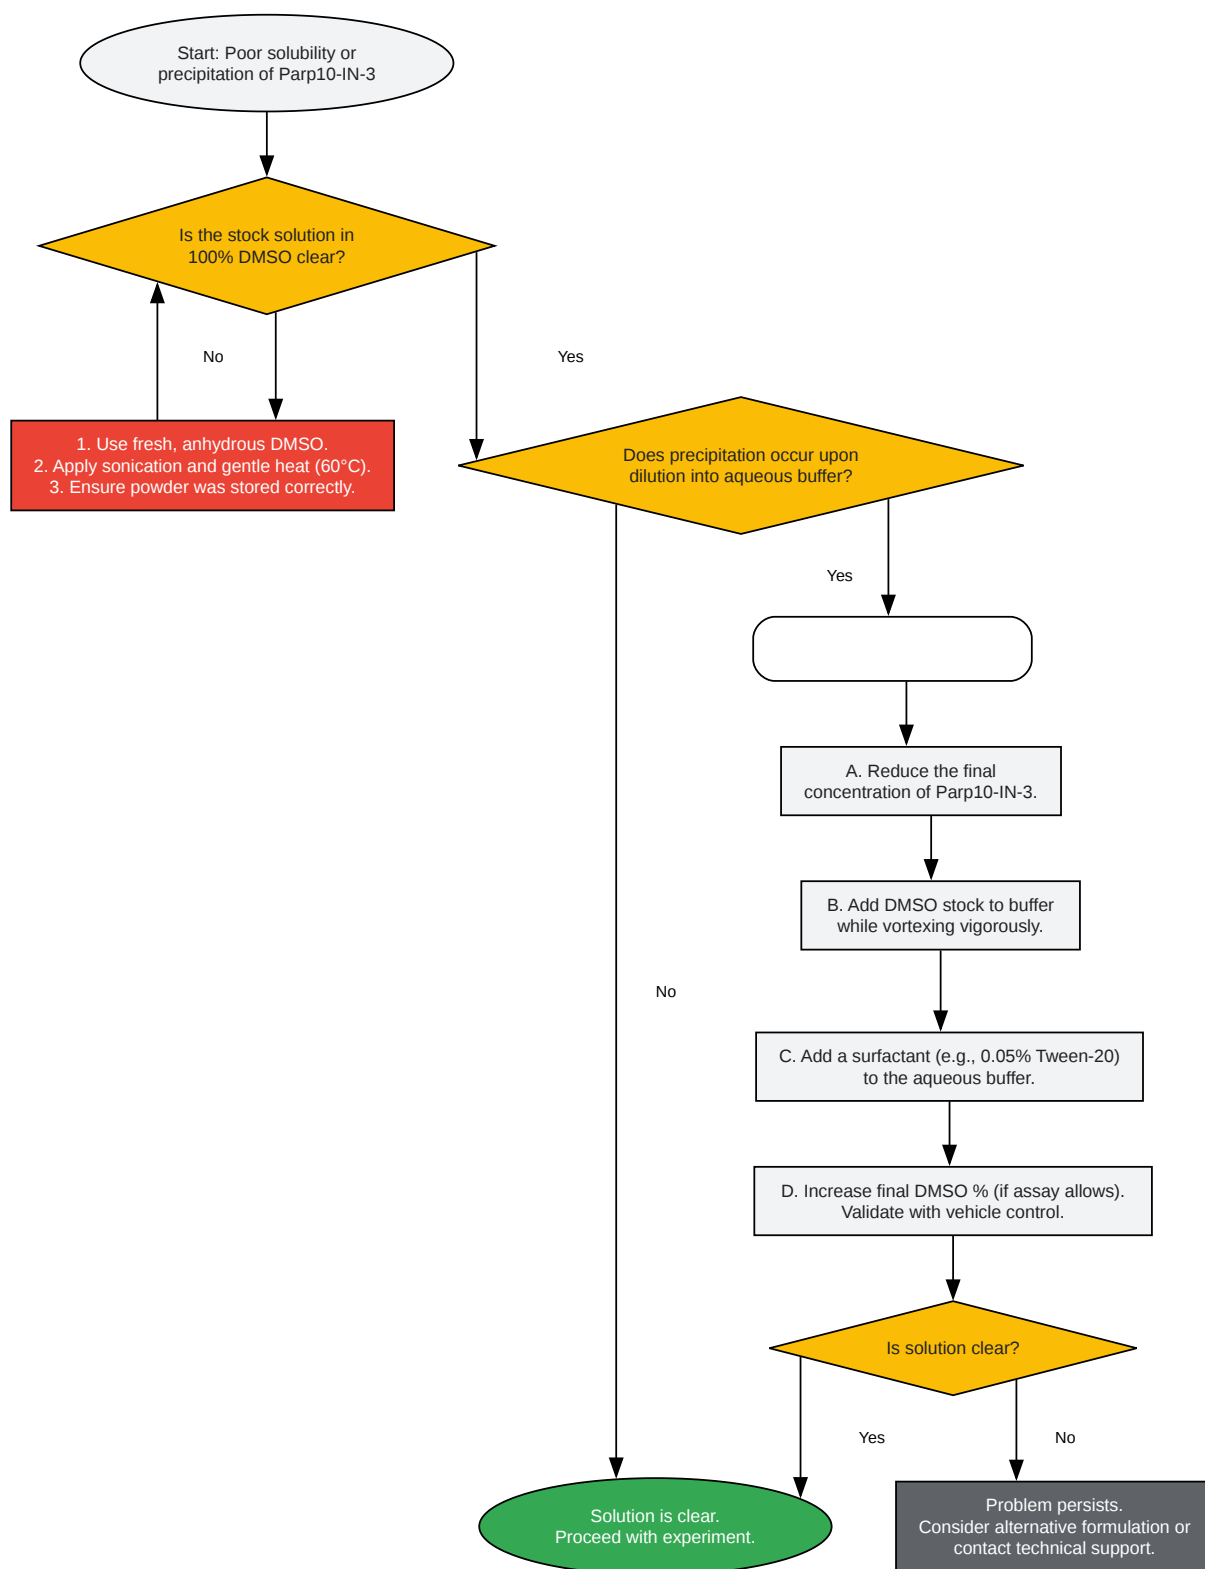 Start: Poor solubility or
precipitation of Parp10-IN-3
Is the stock solution in
100% DMSO clear?
No
Yes
1. Use fresh, anhydrous DMSO.
2. Apply sonication and gentle heat (60°C).
3. Ensure powder was stored correctly.
Does precipitation occur upon
dilution into aqueous buffer?
Yes
A. Reduce the final
concentration of Parp10-IN-3.
B. Add DMSO stock to buffer
while vortexing vigorously.
No
C. Add a surfactant (e.g., 0.05% Tween-20)
to the aqueous buffer.
D. Increase final DMSO % (if assay allows).
Validate with vehicle control.
Is solution clear?
Yes
No
Solution is clear.
Proceed with experiment.
Problem persists.
Consider alternative formulation or
contact technical support.